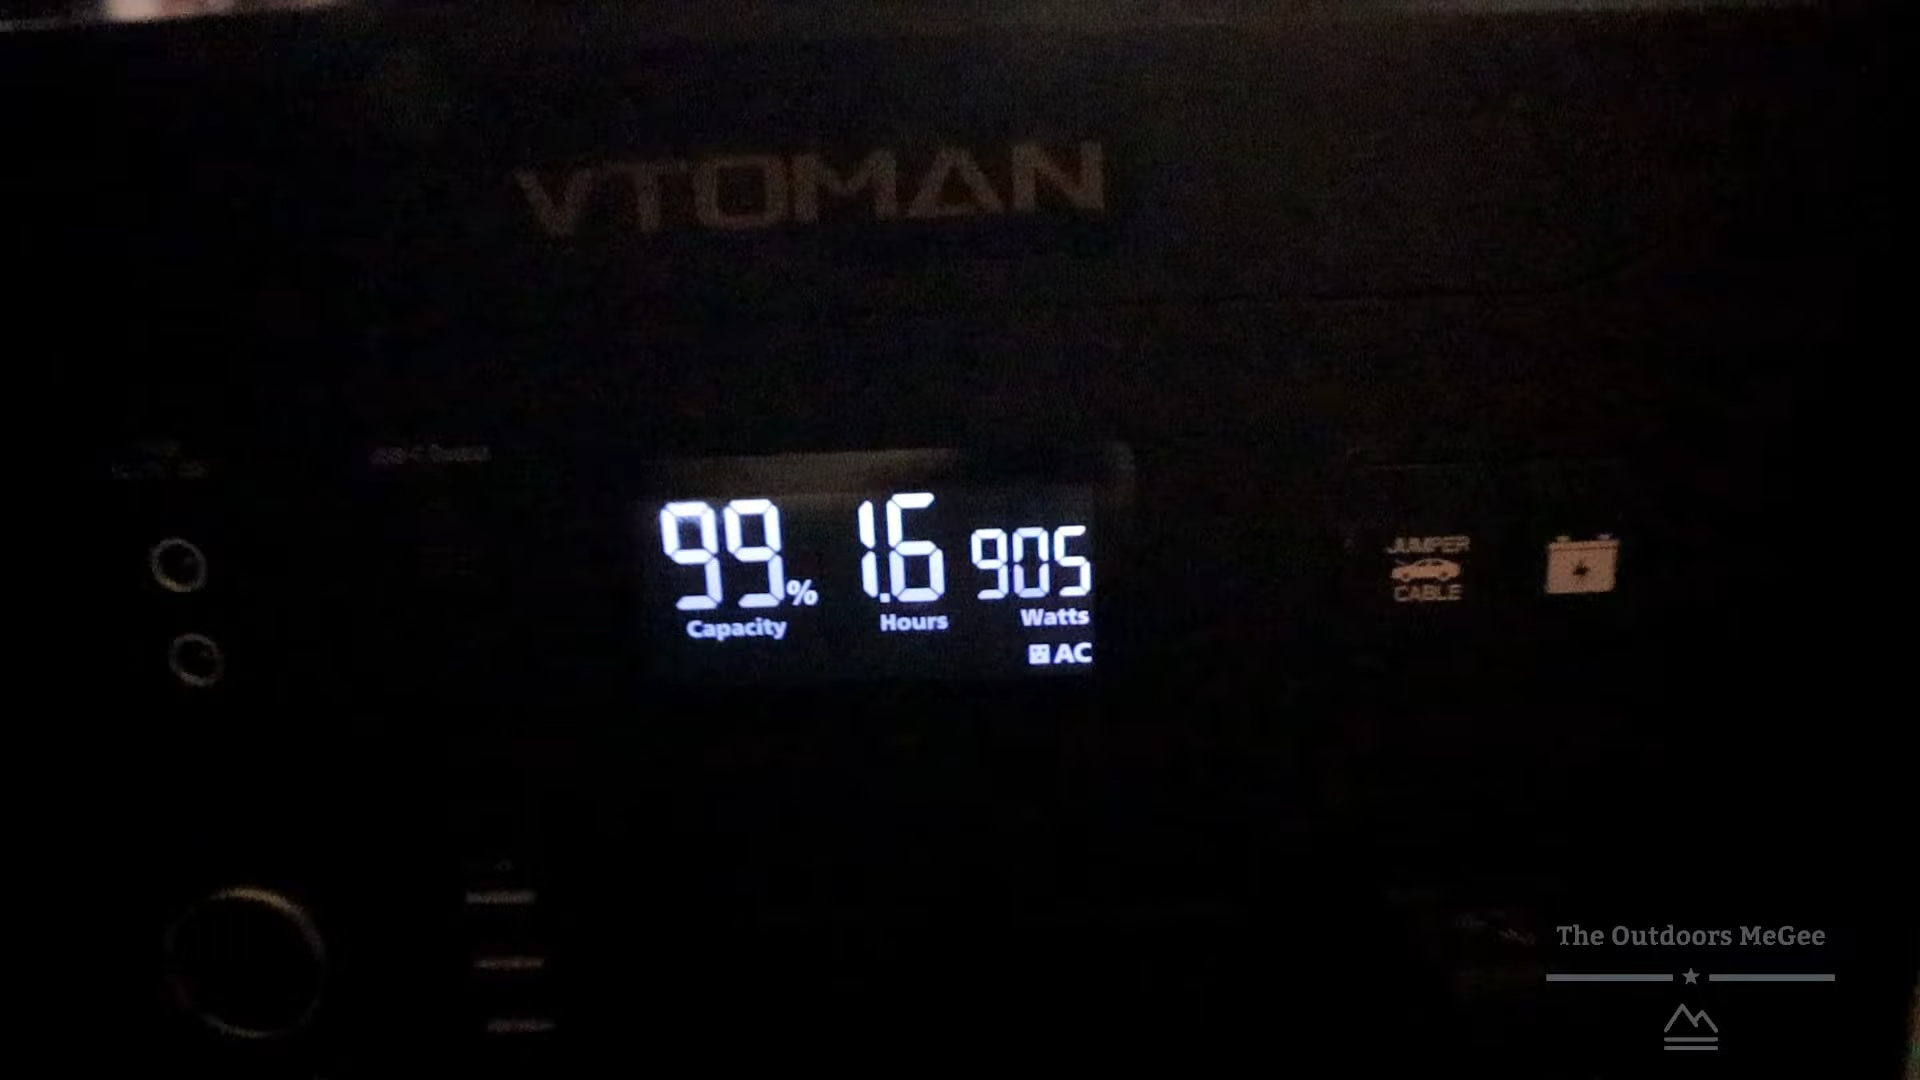 VTOMAN
99% 1.6 905
Capacity Hours Watts
AC
JUMPER
CABLE
The Outdoors MeGee